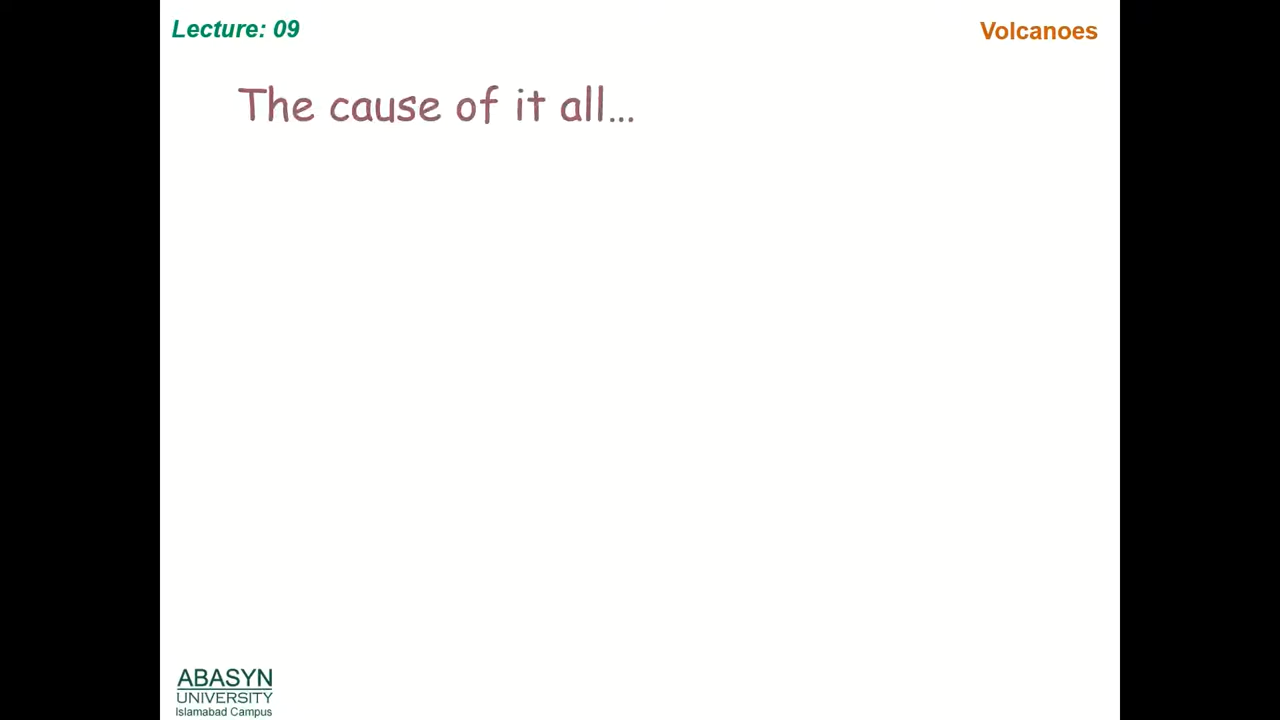 Lecture: 09
Volcanoes
The cause of it all...
ABASYN
UNIVERSITY
Islamabad Campus